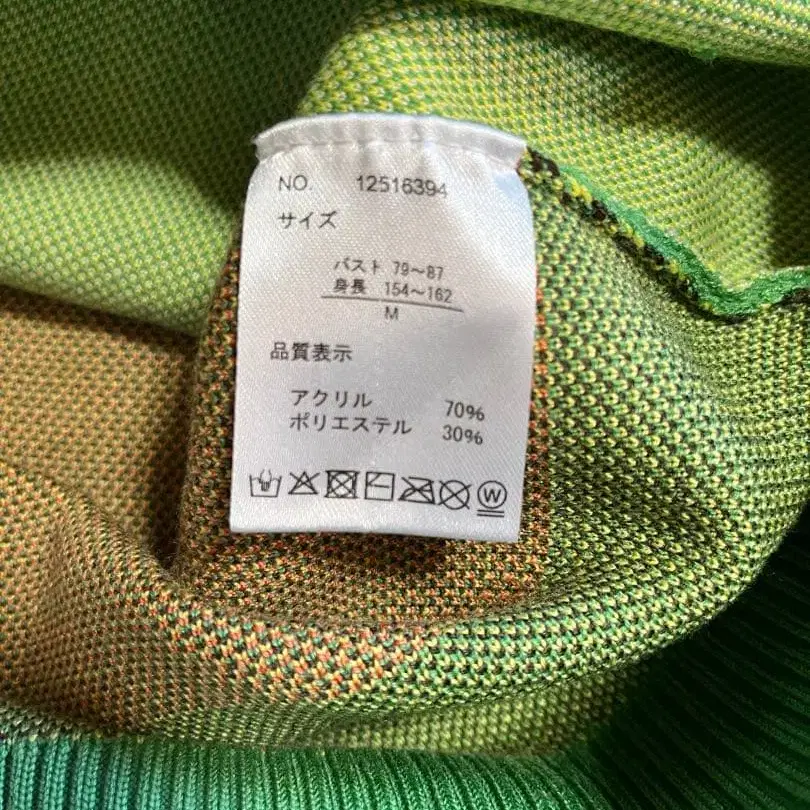 NO. 12516394
サイズ
バスト 79〜87
身長 154〜162
M
品質表示
アクリル 70%
ポリエステル 30%
W